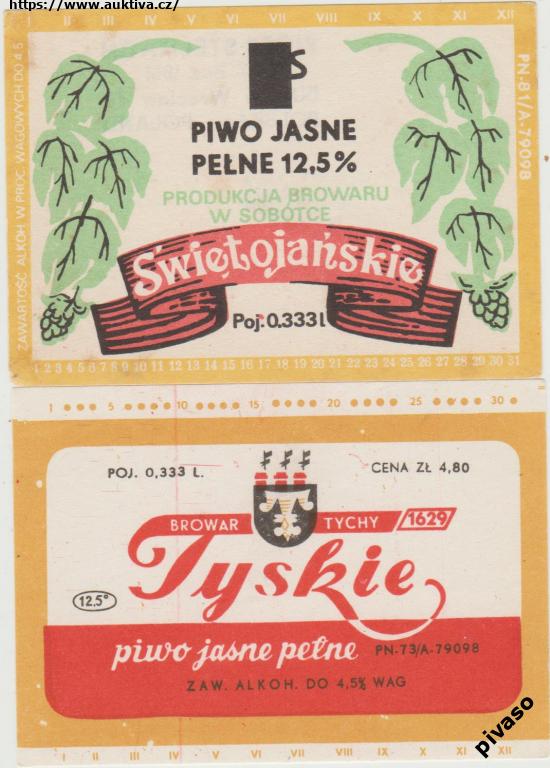 https://www.auktiva.cz/
I II III IV V VI VII VIII IX X XI XII
ZAWARTOŚĆ ALKOH. W PROC. WAGOWYCH DO 4.5
PN-81/A-79098
S
PIWO JASNE
PEŁNE 12,5%
PRODUKCJA BROWARU
W SOBÓTCE
Świętojańskie
Poj. 0.333 l
1 2 3 4 5 6 7 8 9 10 11 12 13 14 15 16 17 18 19 20 21 22 23 24 25 26 27 28 29 30 31
1 5 10 15 20 25 30
POJ. 0,333 L.
CENA ZŁ 4,80
BROWAR TYCHY 1629
Tyskie
12.5°
piwo jasne pełne PN-73/A-79098
ZAW. ALKOH. DO 4,5% WAG
I II III IV V VI VII VIII IX X XI XII
pivaso